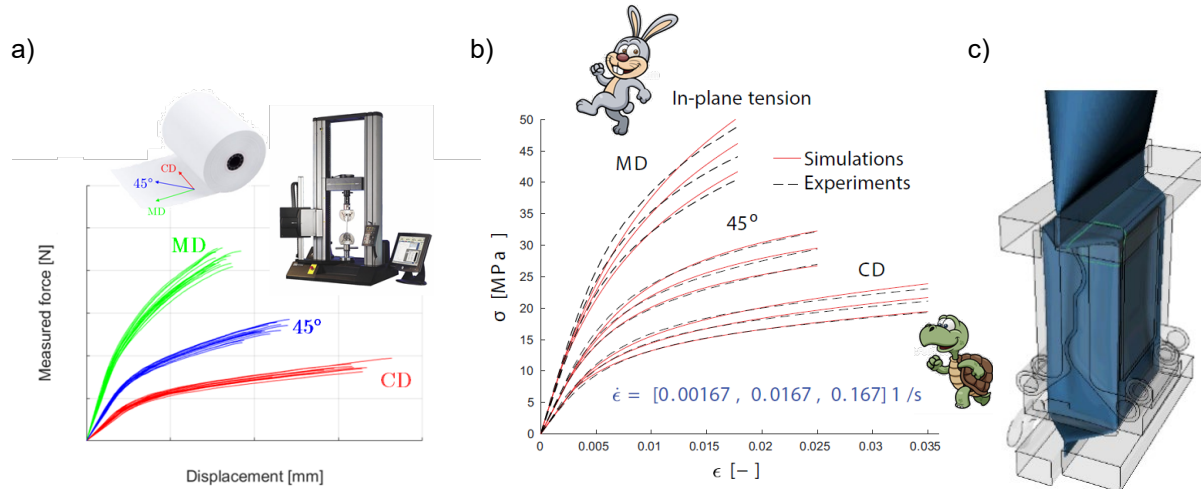 a)
CD
45°
MD
MD
45°
CD
Measured force [N]
Displacement [mm]
b)
In-plane tension
50
45
40
35
30
25
20
15
10
5
0
MD
Simulations
Experiments
45°
CD
σ [MPa]
ϵ̇ = [0.00167 , 0.0167 , 0.167] 1 /s
0 0.005 0.01 0.015 0.02 0.025 0.03 0.035
ϵ [−]
c)